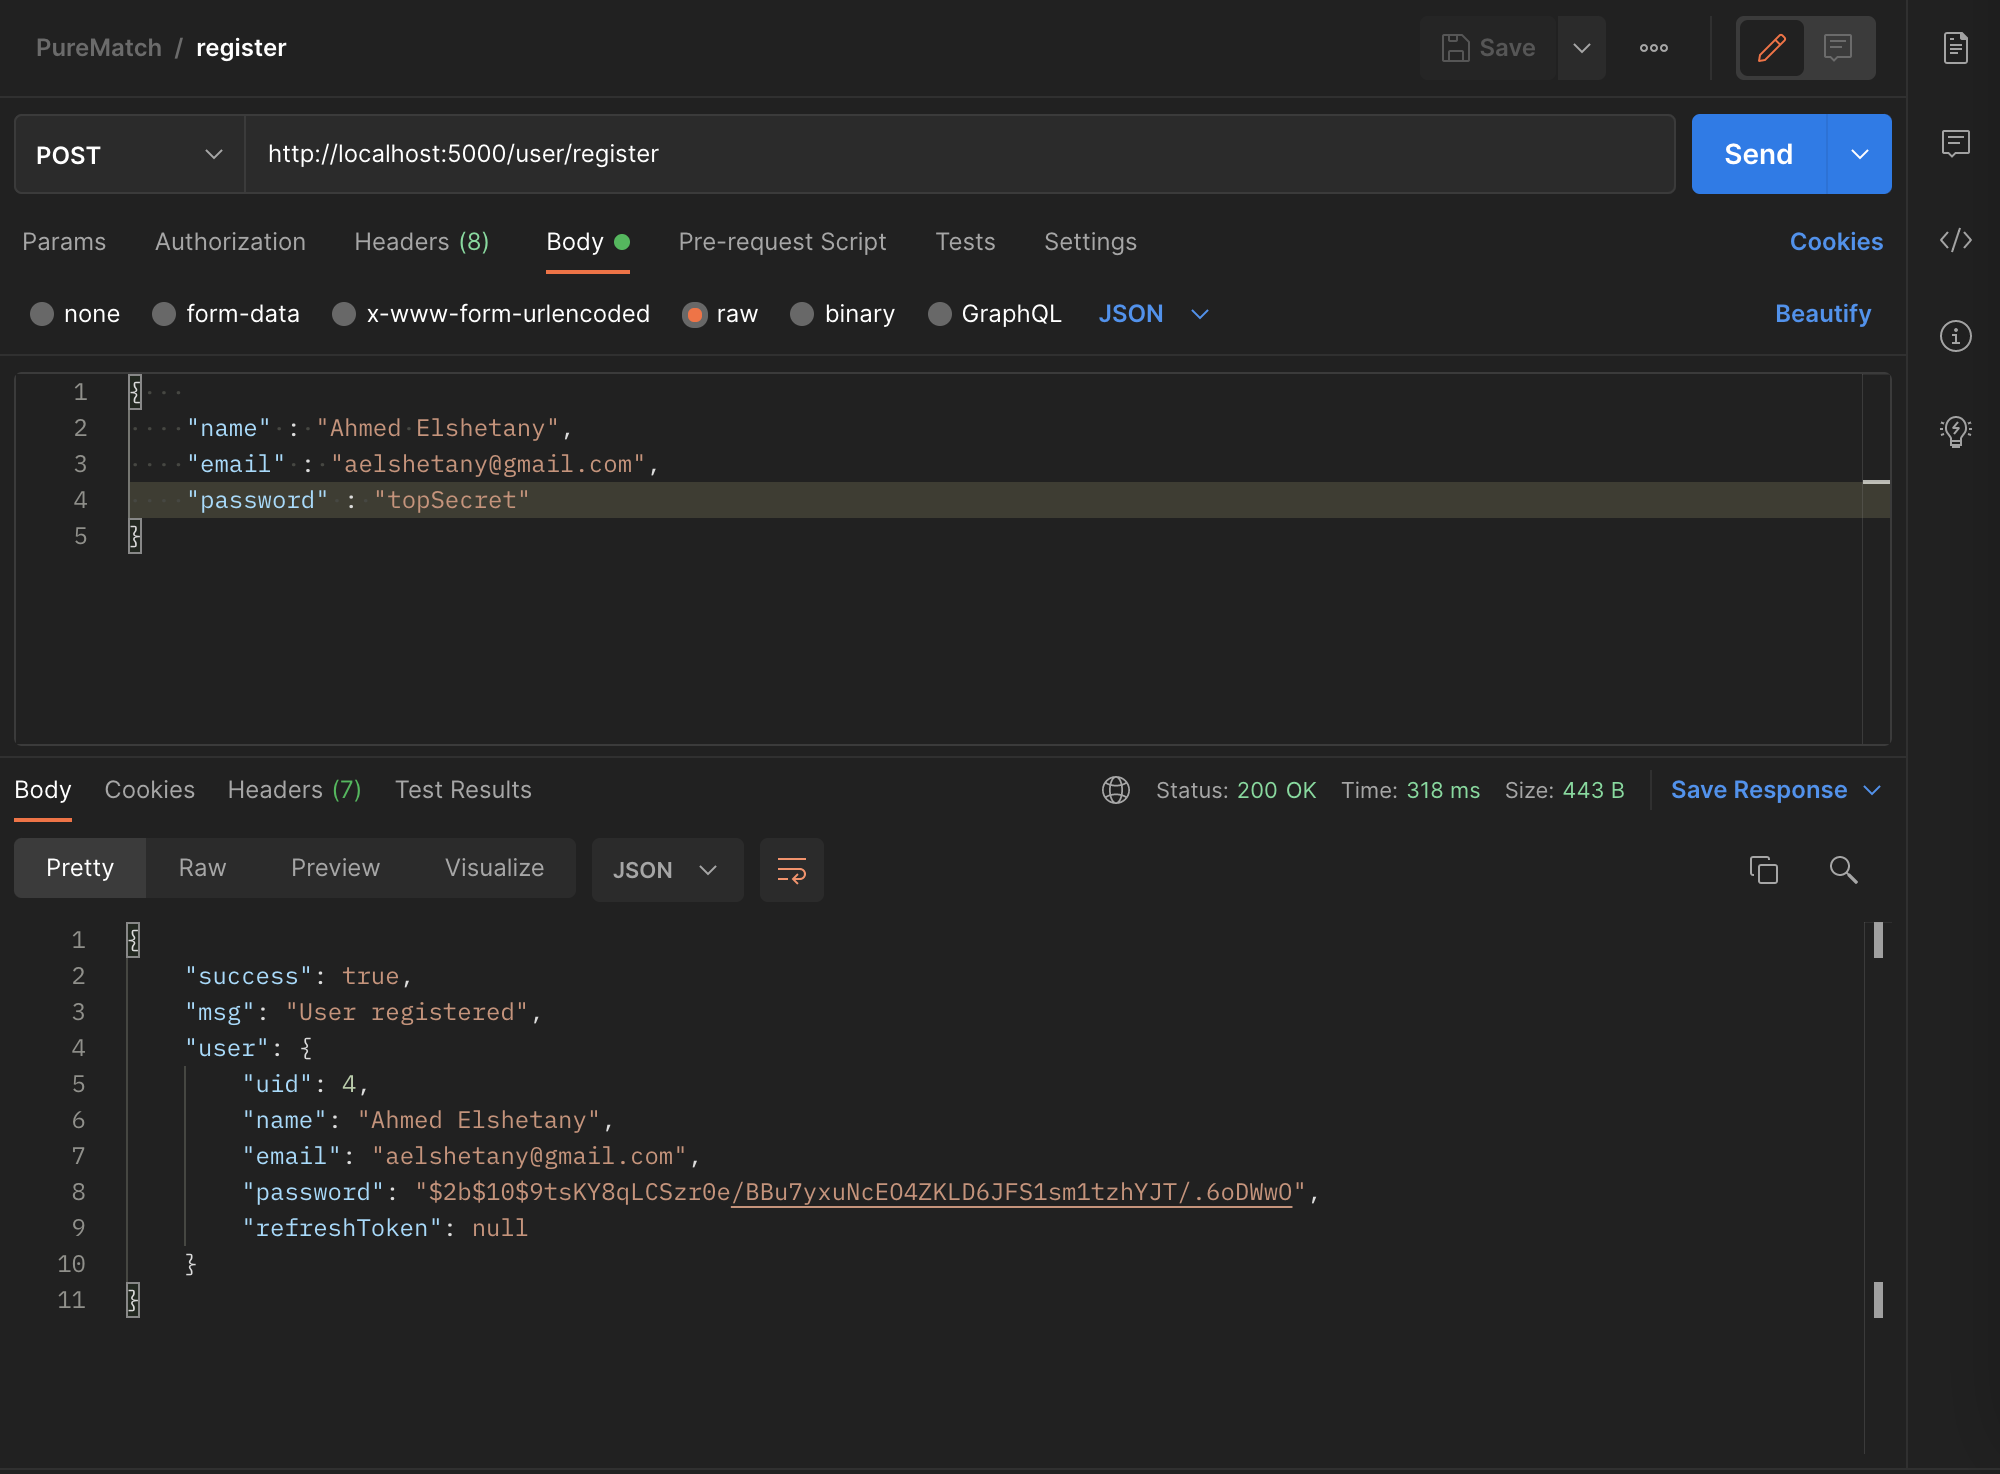 PureMatch / register
Save
POST http://localhost:5000/user/register Send
Params Authorization Headers (8) Body Pre-request Script Tests Settings Cookies
none form-data x-www-form-urlencoded raw binary GraphQL JSON Beautify
1 {
2 "name" : "Ahmed Elshetany",
3 "email" : "aelshetany@gmail.com",
4 "password" : "topSecret"
5 }
Body Cookies Headers (7) Test Results Status: 200 OK Time: 318 ms Size: 443 B Save Response
Pretty Raw Preview Visualize JSON
1 {
2 "success": true,
3 "msg": "User registered",
4 "user": {
5 "uid": 4,
6 "name": "Ahmed Elshetany",
7 "email": "aelshetany@gmail.com",
8 "password": "$2b$10$9tsKY8qLCSzr0e/BBu7yxuNcEO4ZKLD6JFS1sm1tzhYJT/.6oDWwO",
9 "refreshToken": null
10 }
11 }